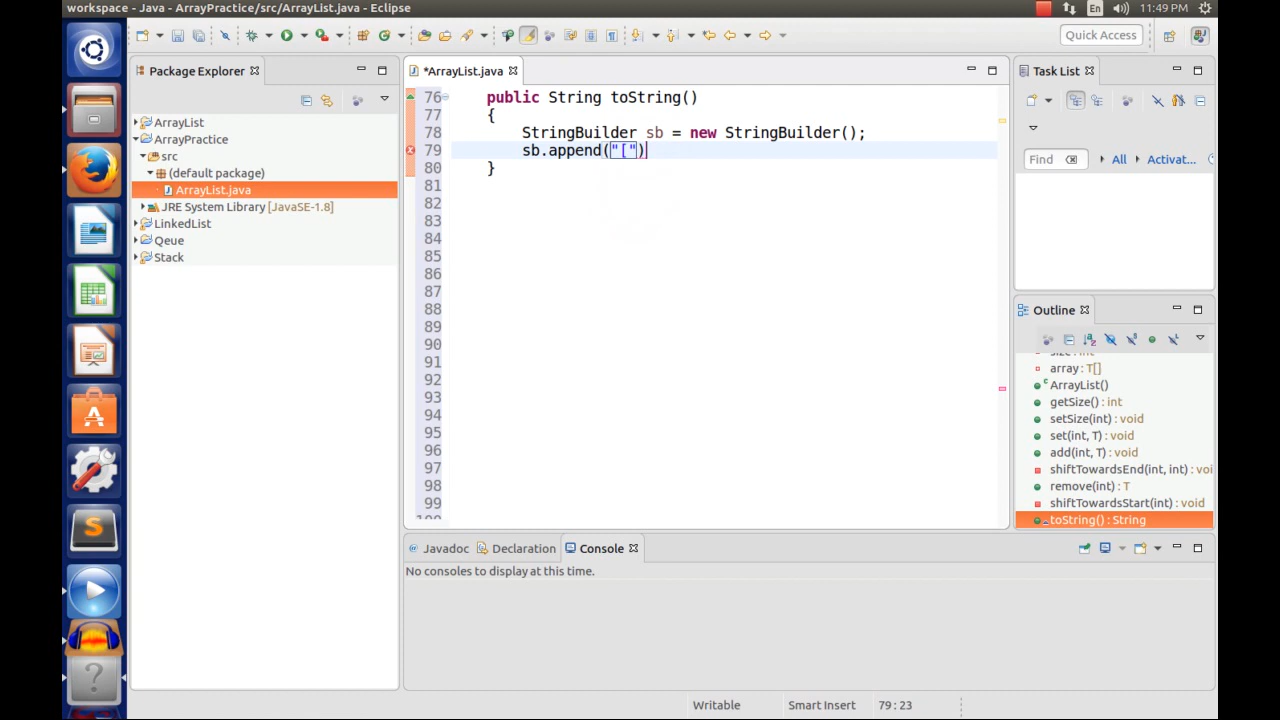 workspace - Java - ArrayPractice/src/ArrayList.java - Eclipse
En
11:49 PM
Quick Access
Package Explorer
ArrayList
ArrayPractice
src
(default package)
ArrayList.java
JRE System Library [JavaSE-1.8]
LinkedList
Qeue
Stack
*ArrayList.java
76 public String toString()
77 {
78 StringBuilder sb = new StringBuilder();
79 sb.append("[")
80 }
81
82
83
84
85
86
87
88
89
90
91
92
93
94
95
96
97
98
99
100
Task List
Find
All
Activat...
Outline
size : int
array : T[]
ArrayList()
getSize() : int
setSize(int) : void
set(int, T) : void
add(int, T) : void
shiftTowardsEnd(int, int) : voi
remove(int) : T
shiftTowardsStart(int) : void
toString() : String
@ Javadoc
Declaration
Console
No consoles to display at this time.
Writable
Smart Insert
79 : 23